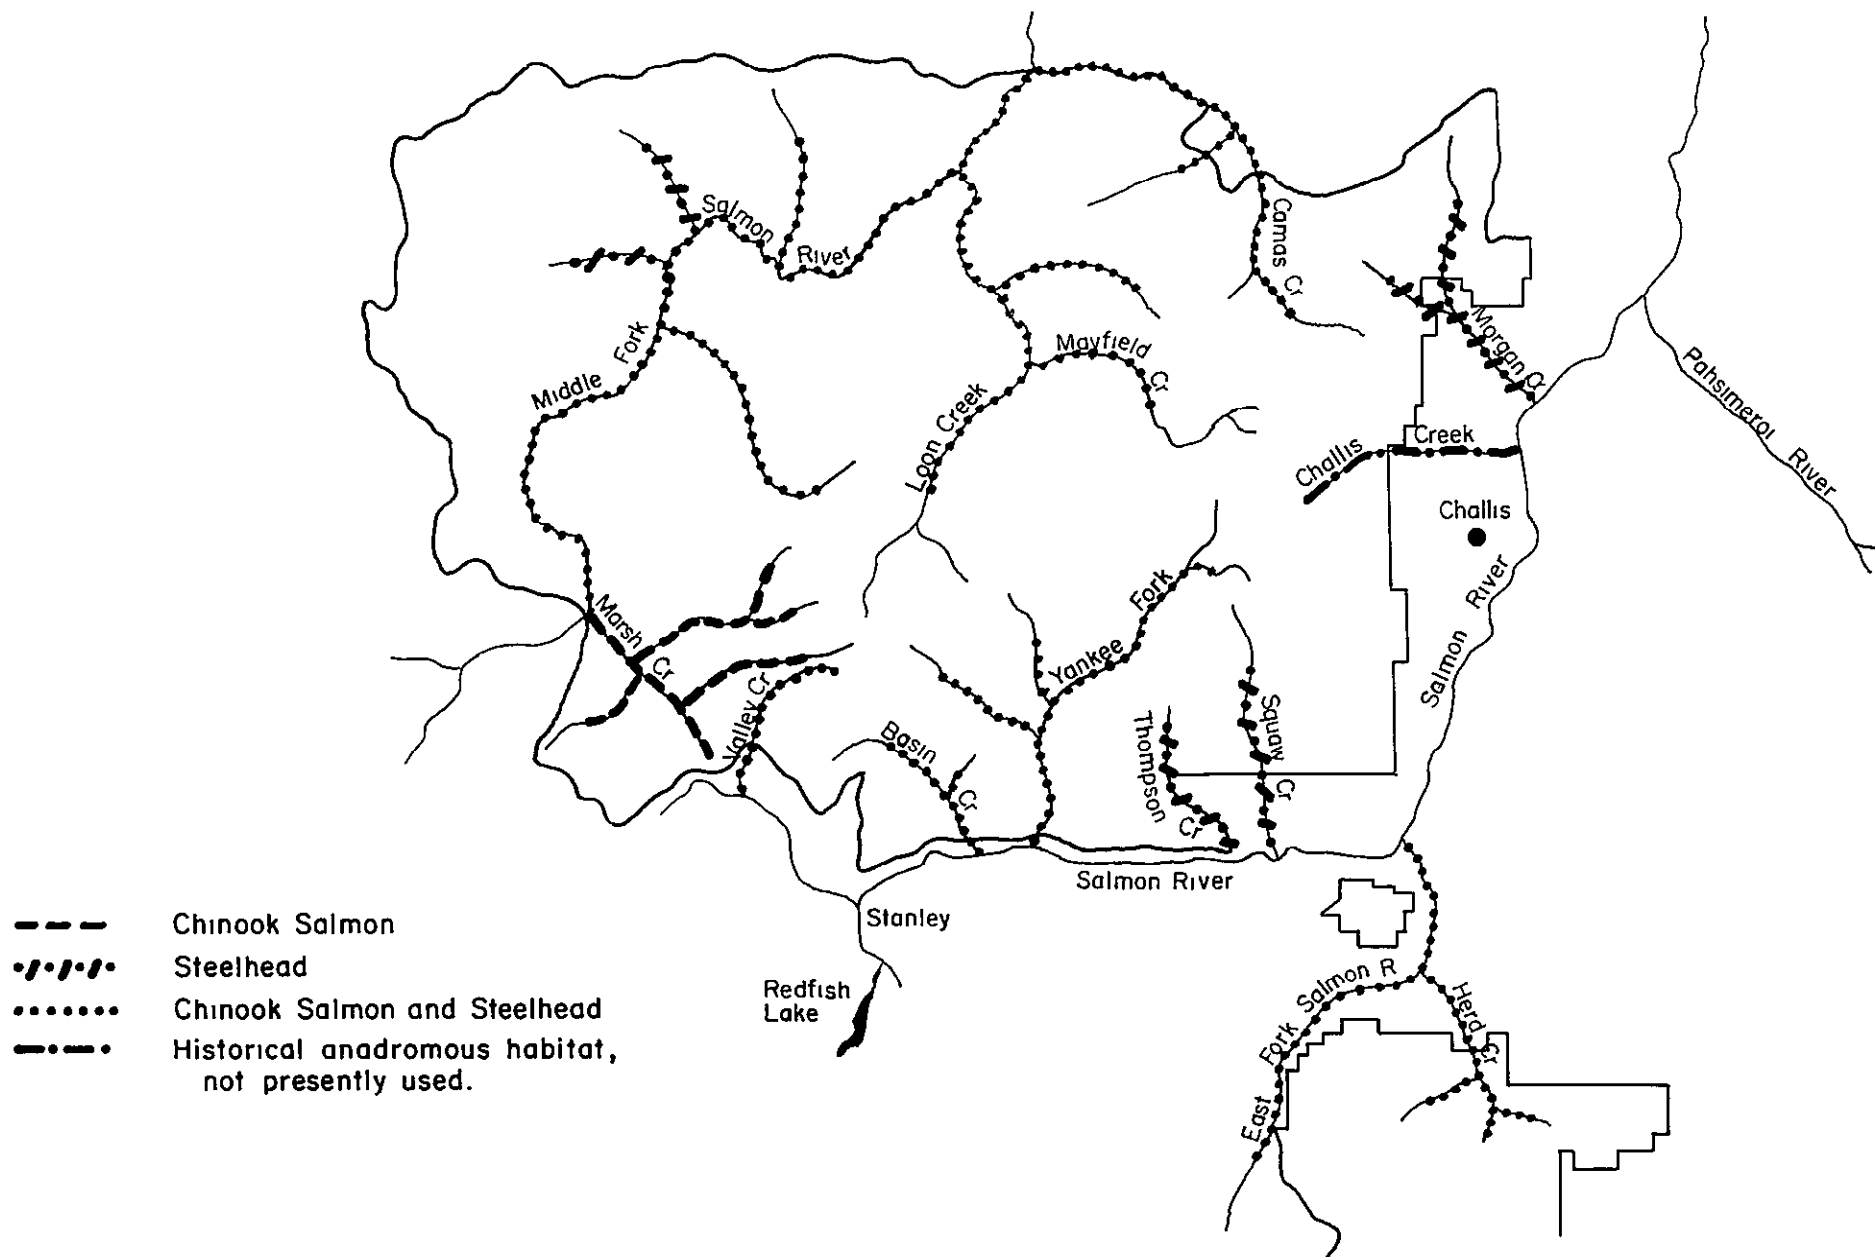 Salmon
River
Camas
Cr
Middle
Fork
Mayfield
Cr
Morgan Cr
Pahsimeroi
River
Loon Creek
Challis
Creek
Challis
Salmon
River
Marsh
Cr
Valley Cr
Yankee
Fork
Basin
Cr
Thompson
Cr
Squaw
Cr
Salmon River
Stanley
Redfish
Lake
East
Fork
Salmon R
Herd
Cr
Chinook Salmon
Steelhead
Chinook Salmon and Steelhead
Historical anadromous habitat,
not presently used.